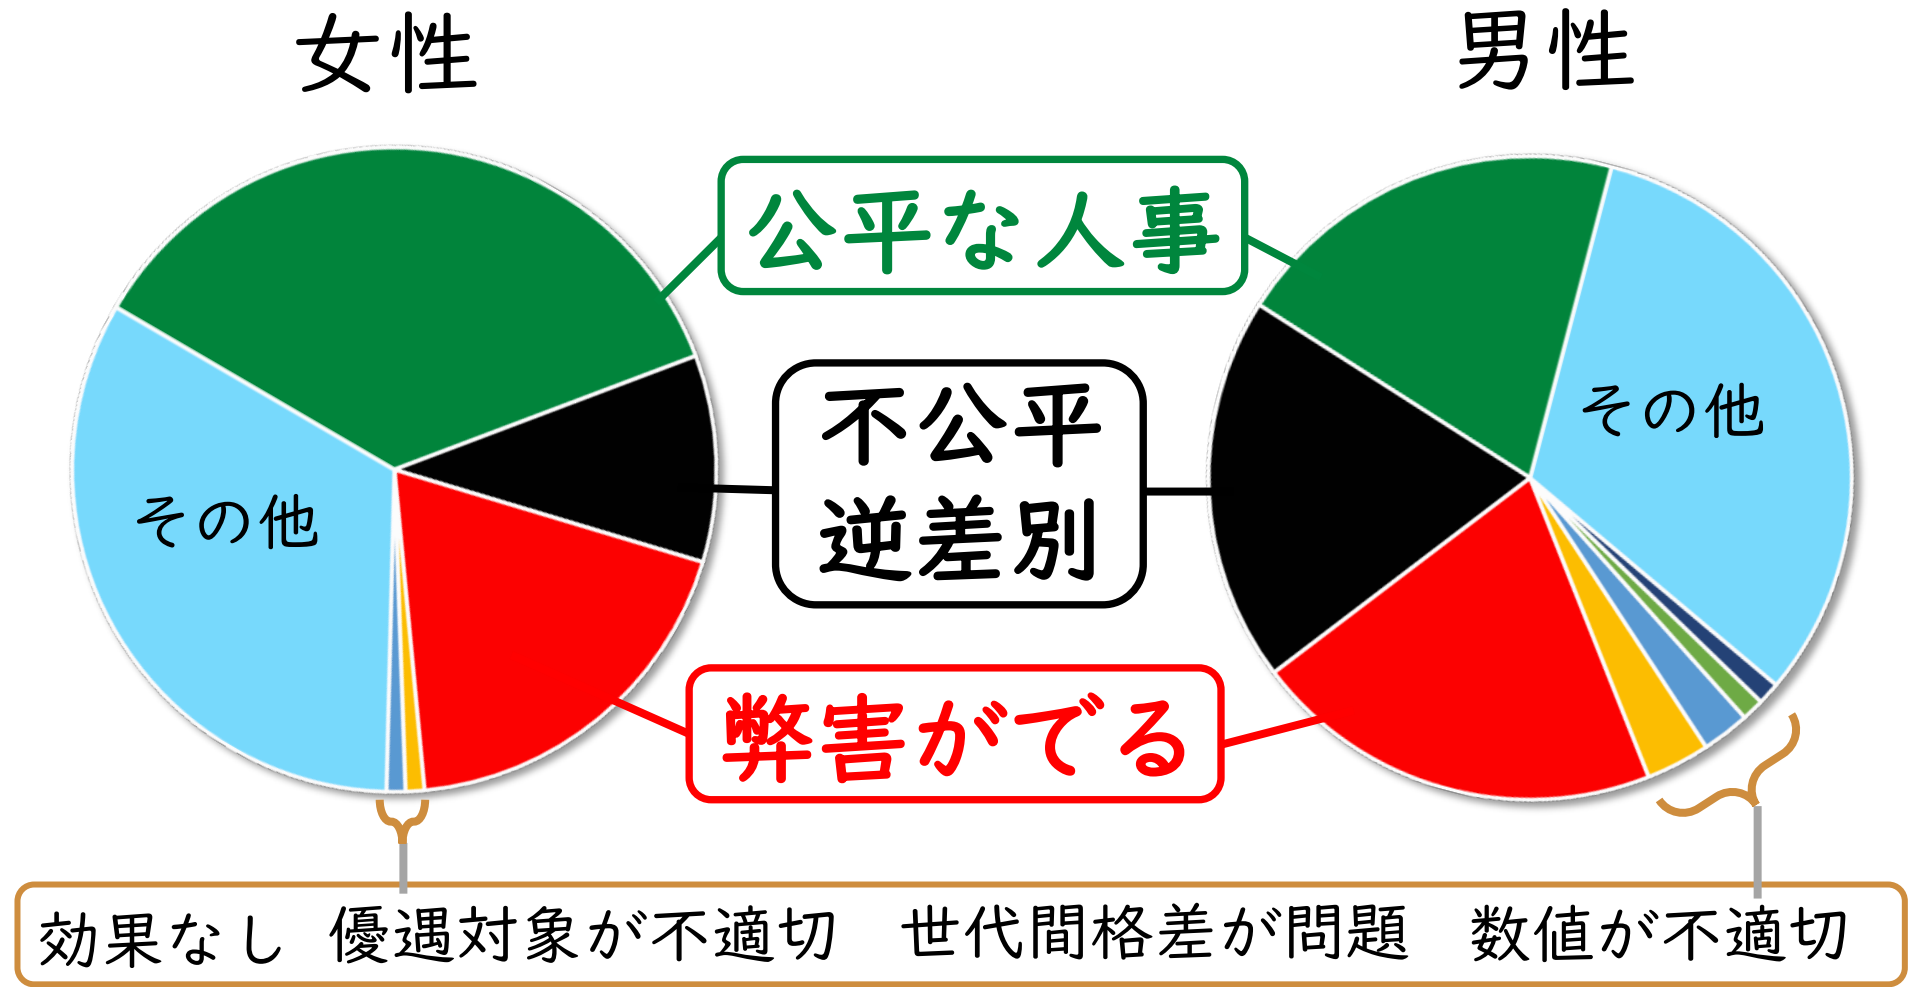 女性
男性
公平な人事
不公平
逆差別
その他
その他
弊害がでる
効果なし 優遇対象が不適切 世代間格差が問題 数値が不適切